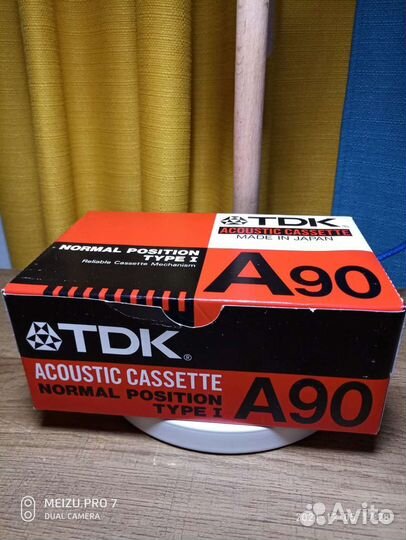 TDK
ACOUSTIC CASSETTE
MADE IN JAPAN
NORMAL POSITION
TYPE I
Reliable Cassette Mechanism
A90
TDK®
ACOUSTIC CASSETTE
NORMAL POSITION
TYPE I
A90
MEIZU PRO 7
DUAL CAMERA
Avito